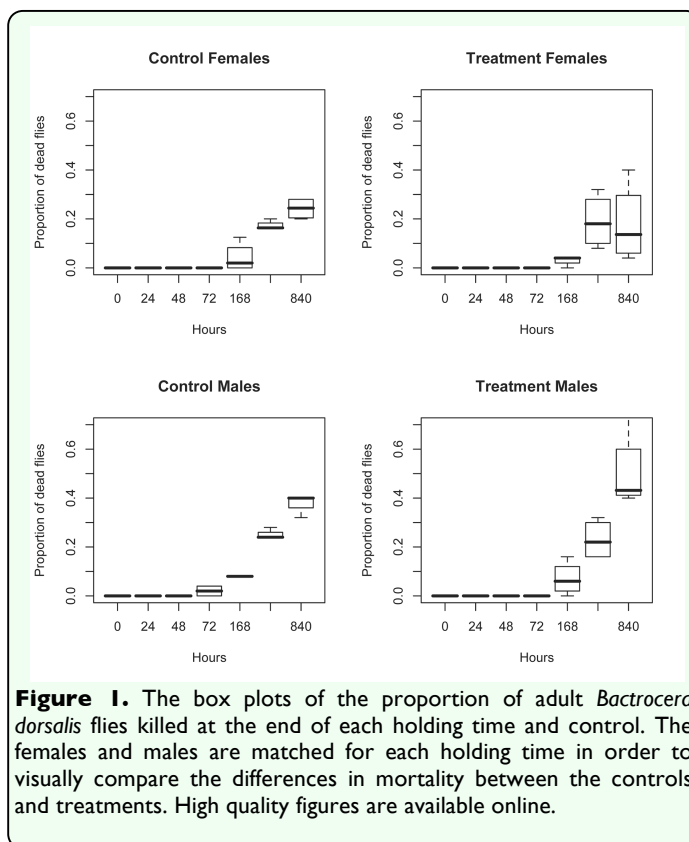 Control Females
Treatment Females
Proportion of dead flies
0.0 0.2 0.4 0.6
0 24 48 72 168 840
Hours
Proportion of dead flies
0.0 0.2 0.4 0.6
0 24 48 72 168 840
Hours
Control Males
Treatment Males
Proportion of dead flies
0.0 0.2 0.4 0.6
0 24 48 72 168 840
Hours
Proportion of dead flies
0.0 0.2 0.4 0.6
0 24 48 72 168 840
Hours
Figure 1. The box plots of the proportion of adult Bactrocera
dorsalis flies killed at the end of each holding time and control. The
females and males are matched for each holding time in order to
visually compare the differences in mortality between the controls
and treatments. High quality figures are available online.